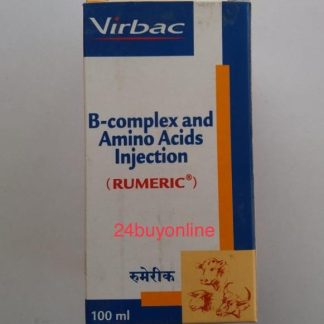 Virbac
B-complex and
Amino Acids
Injection
(RUMERIC®)
24buyonline
रुमेरीक
100 ml